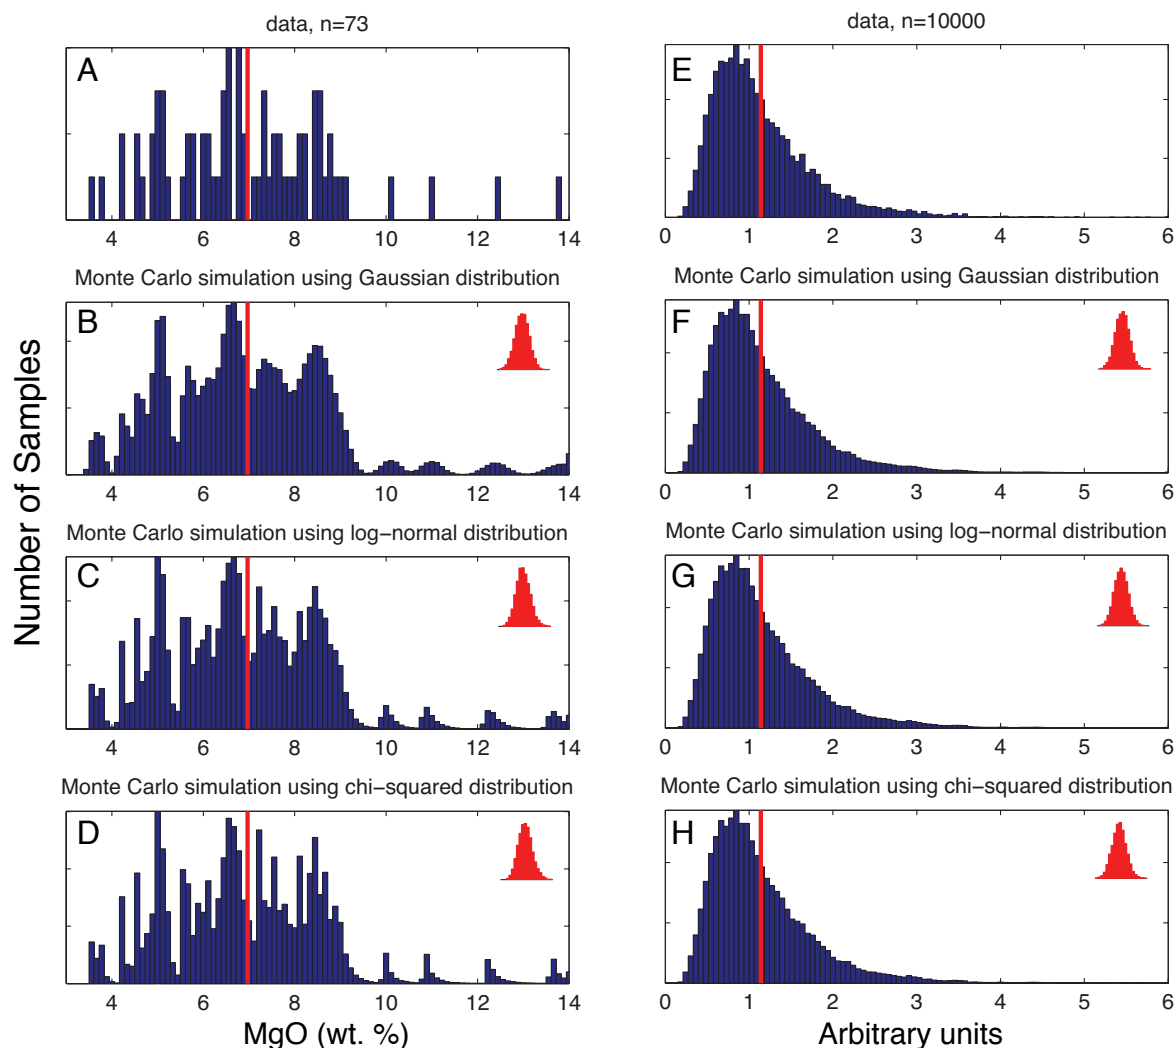 data, n=73
A
4 6 8 10 12 14
Monte Carlo simulation using Gaussian distribution
B
4 6 8 10 12 14
Monte Carlo simulation using log-normal distribution
C
4 6 8 10 12 14
Monte Carlo simulation using chi-squared distribution
D
4 6 8 10 12 14
MgO (wt. %)
Number of Samples
data, n=10000
E
0 1 2 3 4 5 6
Monte Carlo simulation using Gaussian distribution
F
0 1 2 3 4 5 6
Monte Carlo simulation using log-normal distribution
G
0 1 2 3 4 5 6
Monte Carlo simulation using chi-squared distribution
H
0 1 2 3 4 5 6
Arbitrary units